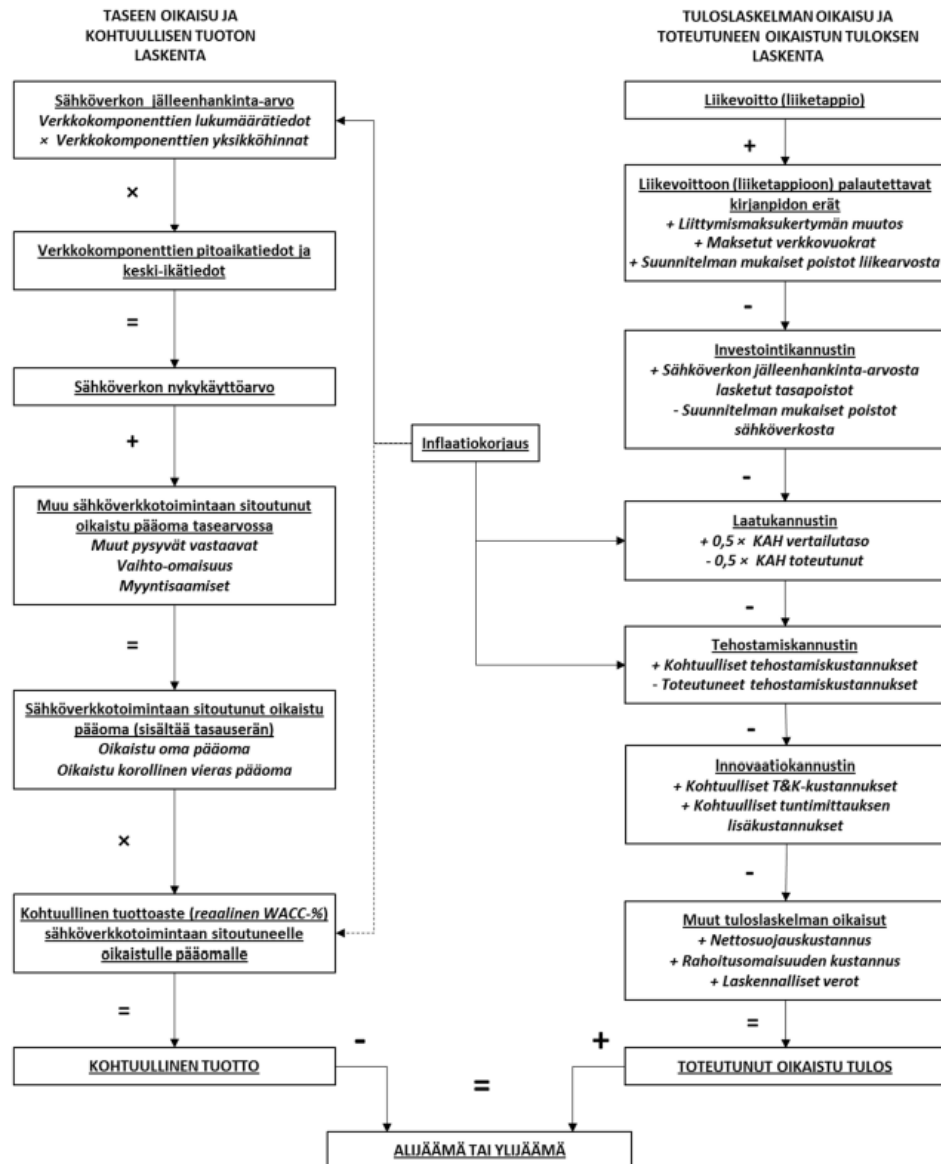 TASEEN OIKAISU JA
KOHTUULLISEN TUOTON
LASKENTA
Sähköverkon jälleenhankinta-arvo
Verkkokomponenttien lukumäärätiedot
× Verkkokomponenttien yksikköhinnat
×
Verkkokomponenttien pitoaikatiedot ja
keski-ikätiedot
=
Sähköverkon nykykäyttöarvo
+
Muu sähköverkkotoimintaan sitoutunut
oikaistu pääoma tasearvossa
Muut pysyvät vastaavat
Vaihto-omaisuus
Myyntisaamiset
=
Sähköverkkotoimintaan sitoutunut oikaistu
pääoma (sisältää tasauserän)
Oikaistu oma pääoma
Oikaistu korollinen vieras pääoma
×
Kohtuullinen tuottoaste (reaalinen WACC-%)
sähköverkkotoimintaan sitoutuneelle
oikaistulle pääomalle
=
KOHTUULLINEN TUOTTO
-
Inflaatiokorjaus
TULOSLASKELMAN OIKAISU JA
TOTEUTUNEEN OIKAISTUN TULOKSEN
LASKENTA
Liikevoitto (liiketappio)
+
Liikevoittoon (liiketappioon) palautettavat
kirjanpidon erät
+ Liittymismaksukertymän muutos
+ Maksetut verkkovuokrat
+ Suunnitelman mukaiset poistot liikearvosta
-
Investointikannustin
+ Sähköverkon jälleenhankinta-arvosta
lasketut tasapoistot
- Suunnitelman mukaiset poistot
sähköverkosta
-
Laatukannustin
+ 0,5 × KAH vertailutaso
- 0,5 × KAH toteutunut
-
Tehostamiskannustin
+ Kohtuulliset tehostamiskustannukset
- Toteutuneet tehostamiskustannukset
-
Innovaatiokannustin
+ Kohtuulliset T&K-kustannukset
+ Kohtuulliset tuntimittauksen
lisäkustannukset
-
Muut tuloslaskelman oikaisut
+ Nettosuojauskustannus
+ Rahoitusomaisuuden kustannus
+ Laskennalliset verot
=
TOTEUTUNUT OIKAISTU TULOS
+
=
ALIJÄÄMÄ TAI YLIJÄÄMÄ